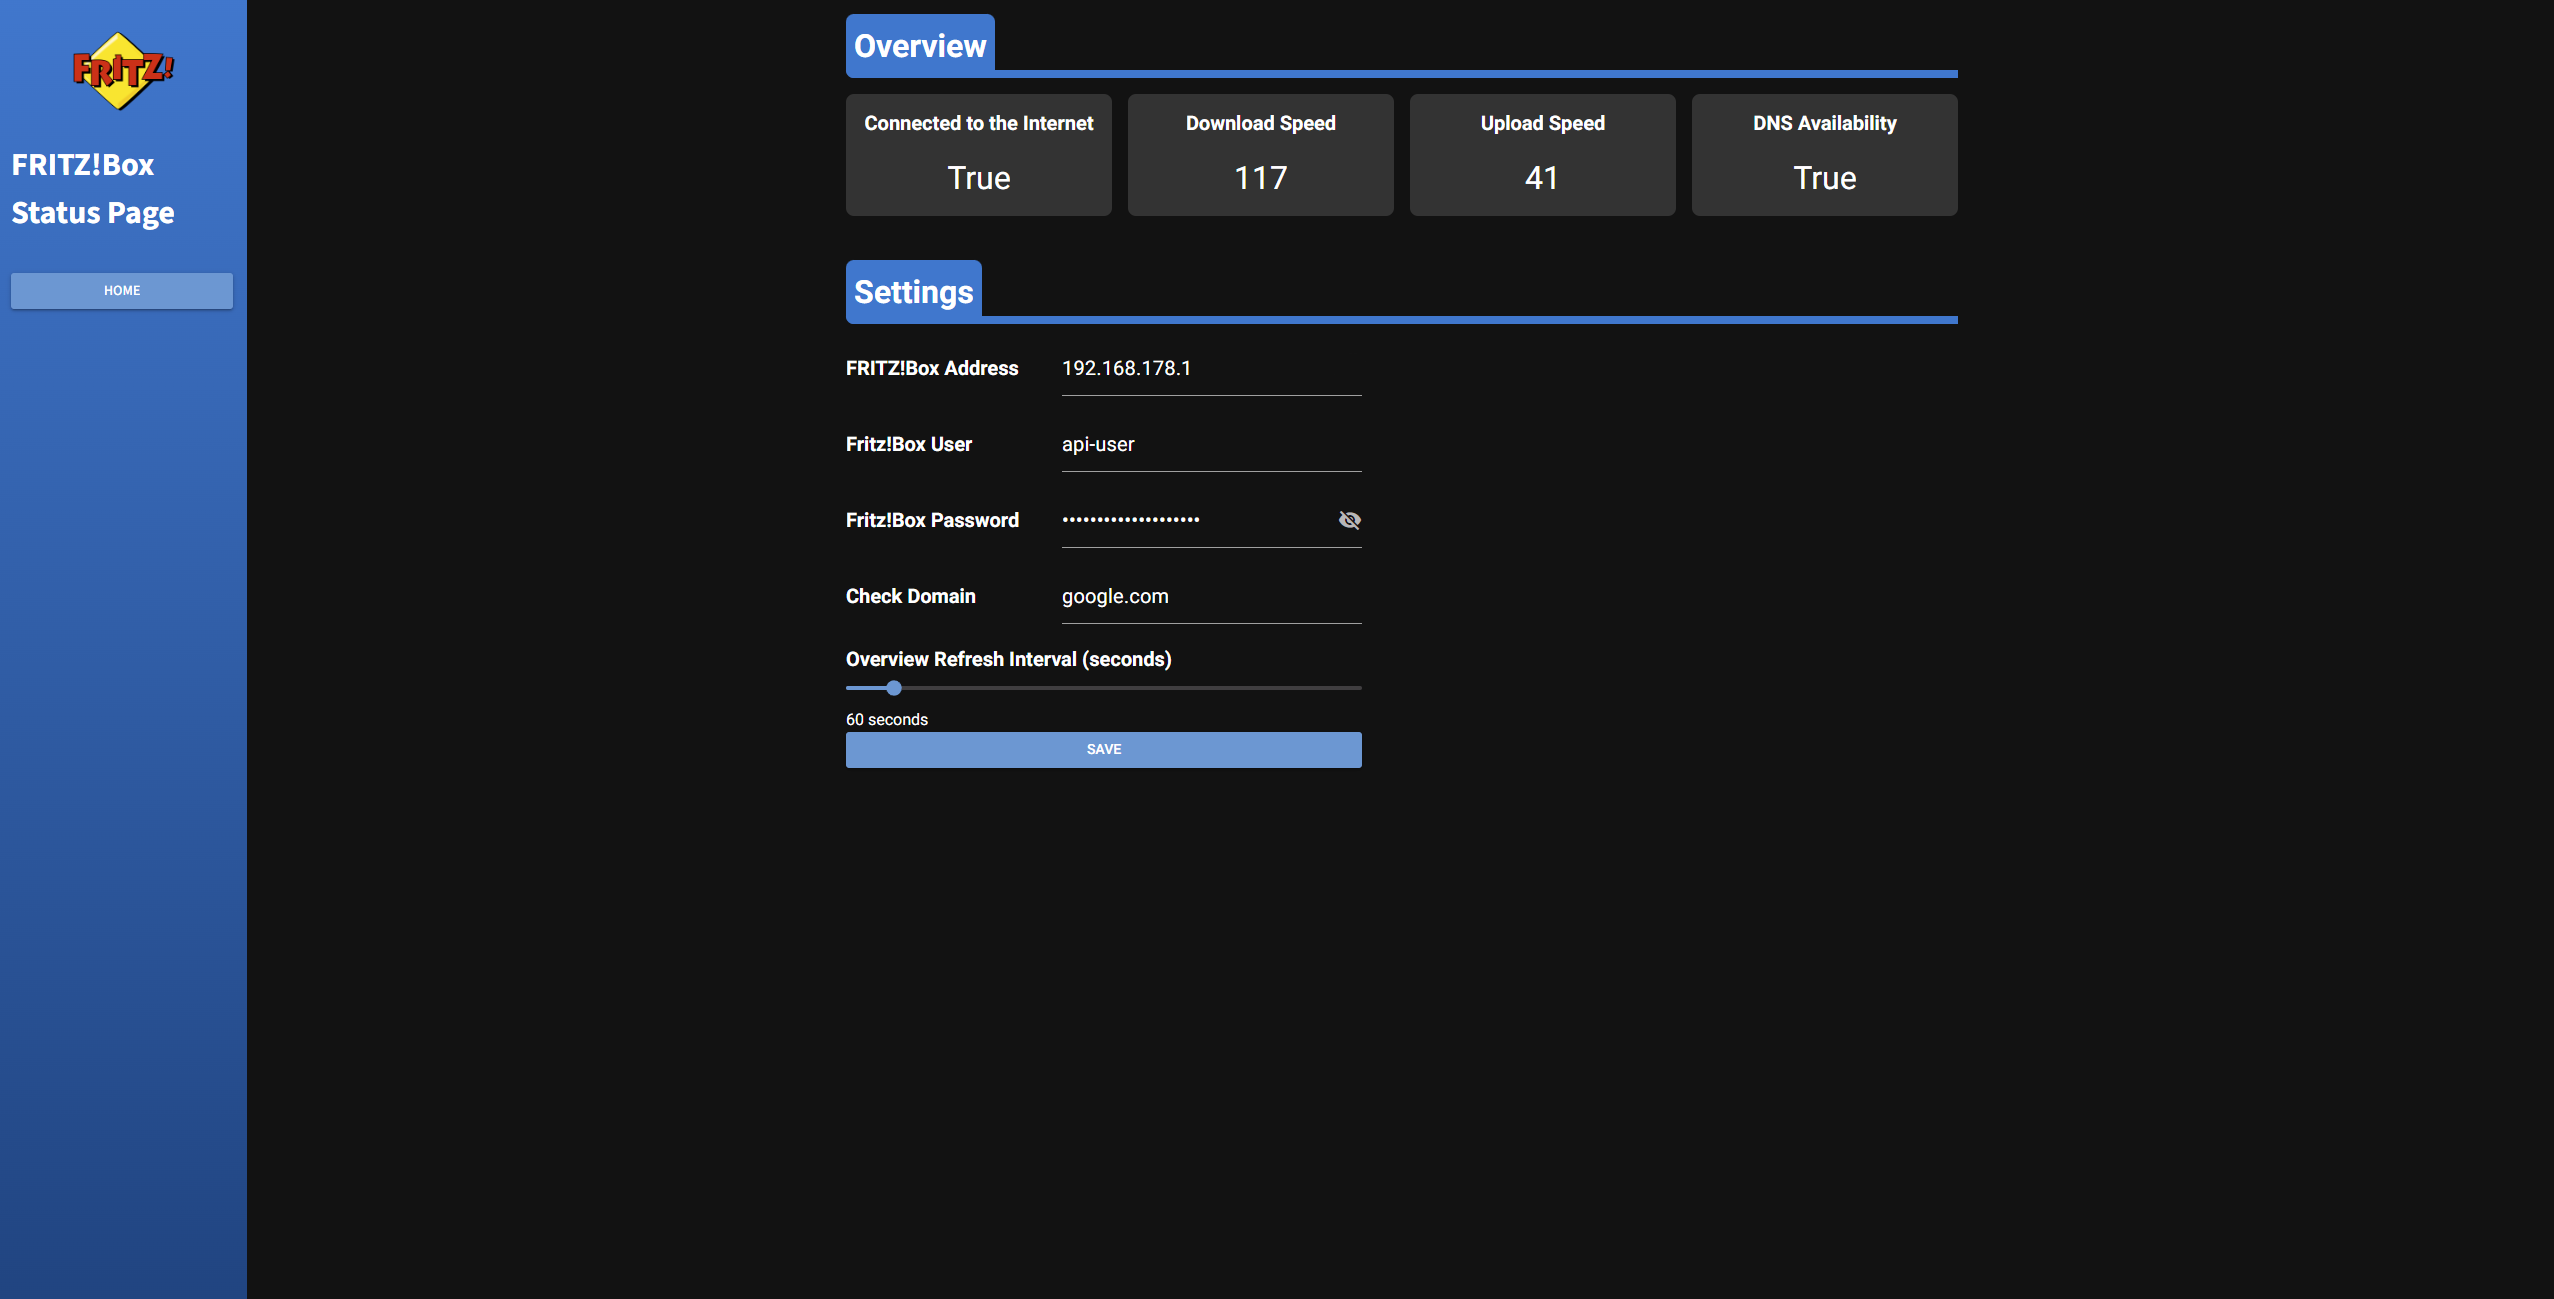 FRITZ!
FRITZ!Box
Status Page
HOME
Overview
Connected to the Internet
True
Download Speed
117
Upload Speed
41
DNS Availability
True
Settings
FRITZ!Box Address
192.168.178.1
Fritz!Box User
api-user
Fritz!Box Password
••••••••••••••••••••
Check Domain
google.com
Overview Refresh Interval (seconds)
60 seconds
SAVE